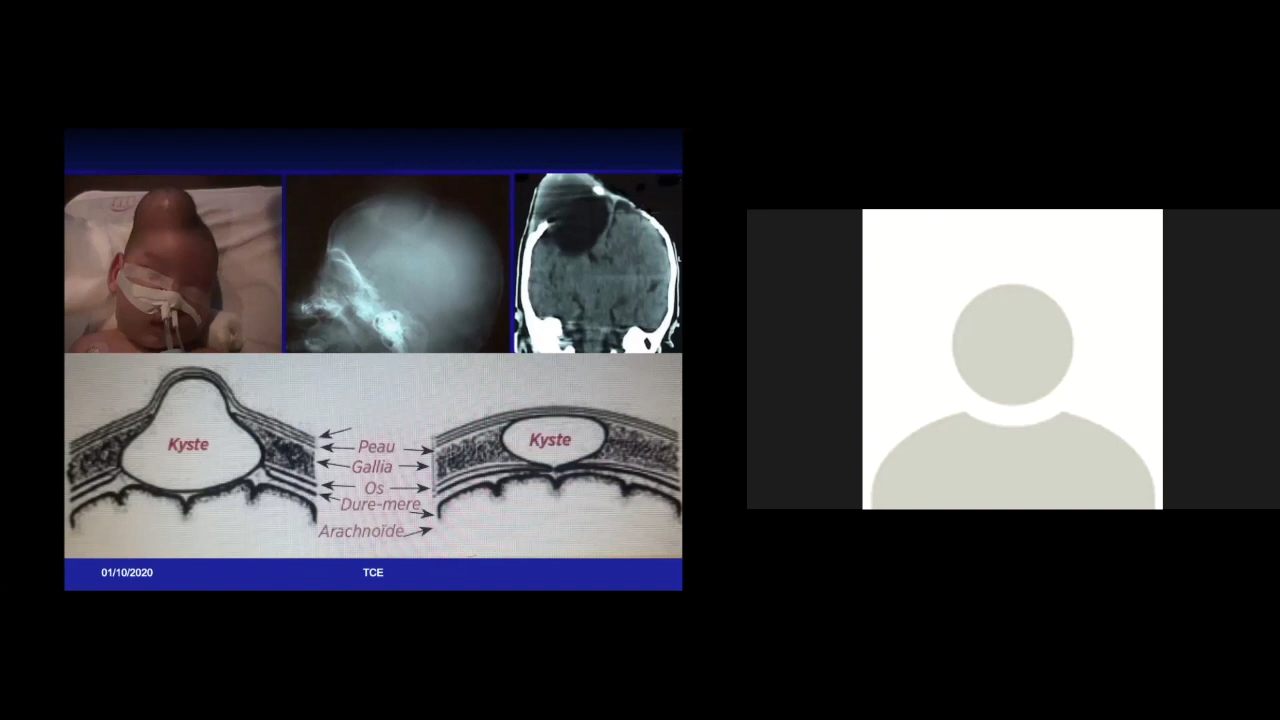 Kyste
Kyste
Peau
Gallia
Os
Dure-mere
Arachnoïde
01/10/2020
TCE